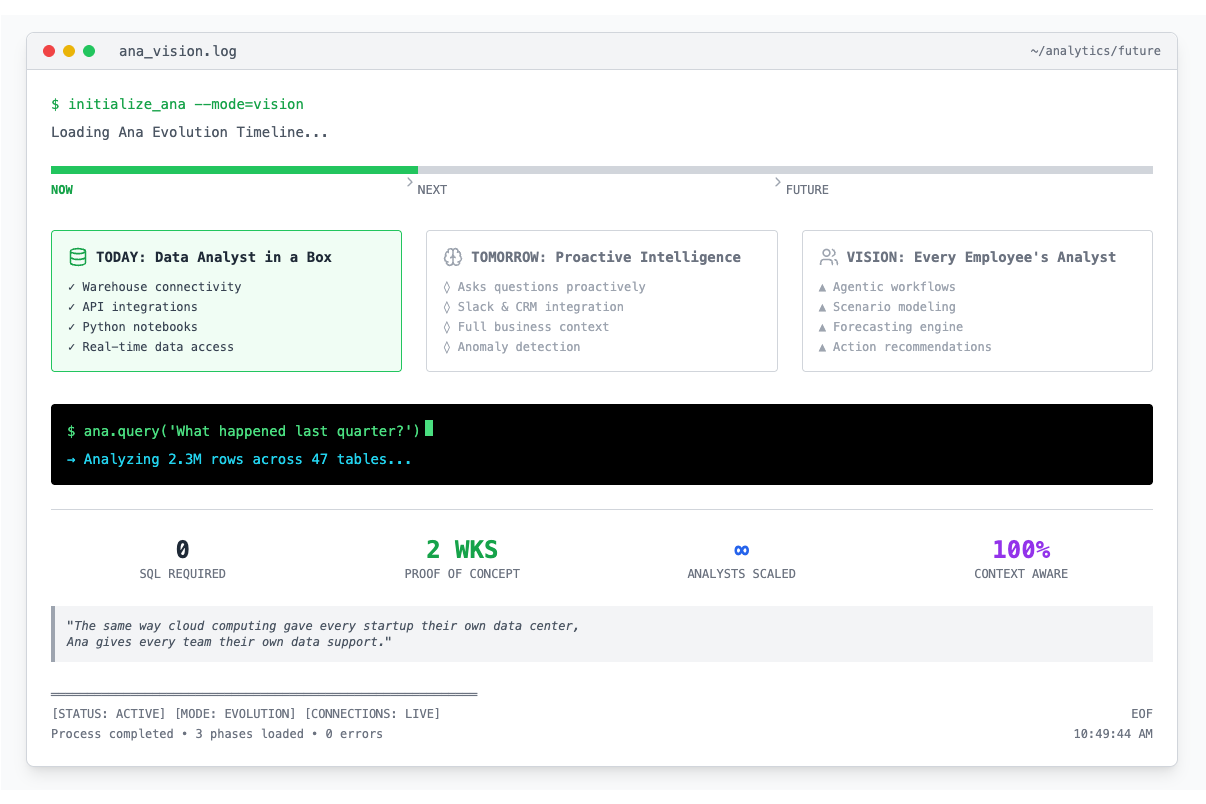 ana_vision.log
~/analytics/future
$ initialize_ana --mode=vision
Loading Ana Evolution Timeline...
NOW
NEXT
FUTURE
TODAY: Data Analyst in a Box
✓ Warehouse connectivity
✓ API integrations
✓ Python notebooks
✓ Real-time data access
TOMORROW: Proactive Intelligence
◊ Asks questions proactively
◊ Slack & CRM integration
◊ Full business context
◊ Anomaly detection
VISION: Every Employee's Analyst
▲ Agentic workflows
▲ Scenario modeling
▲ Forecasting engine
▲ Action recommendations
$ ana.query('What happened last quarter?')
→ Analyzing 2.3M rows across 47 tables...
0
SQL REQUIRED
2 WKS
PROOF OF CONCEPT
∞
ANALYSTS SCALED
100%
CONTEXT AWARE
"The same way cloud computing gave every startup their own data center,
Ana gives every team their own data support."
[STATUS: ACTIVE] [MODE: EVOLUTION] [CONNECTIONS: LIVE]
Process completed • 3 phases loaded • 0 errors
EOF
10:49:44 AM